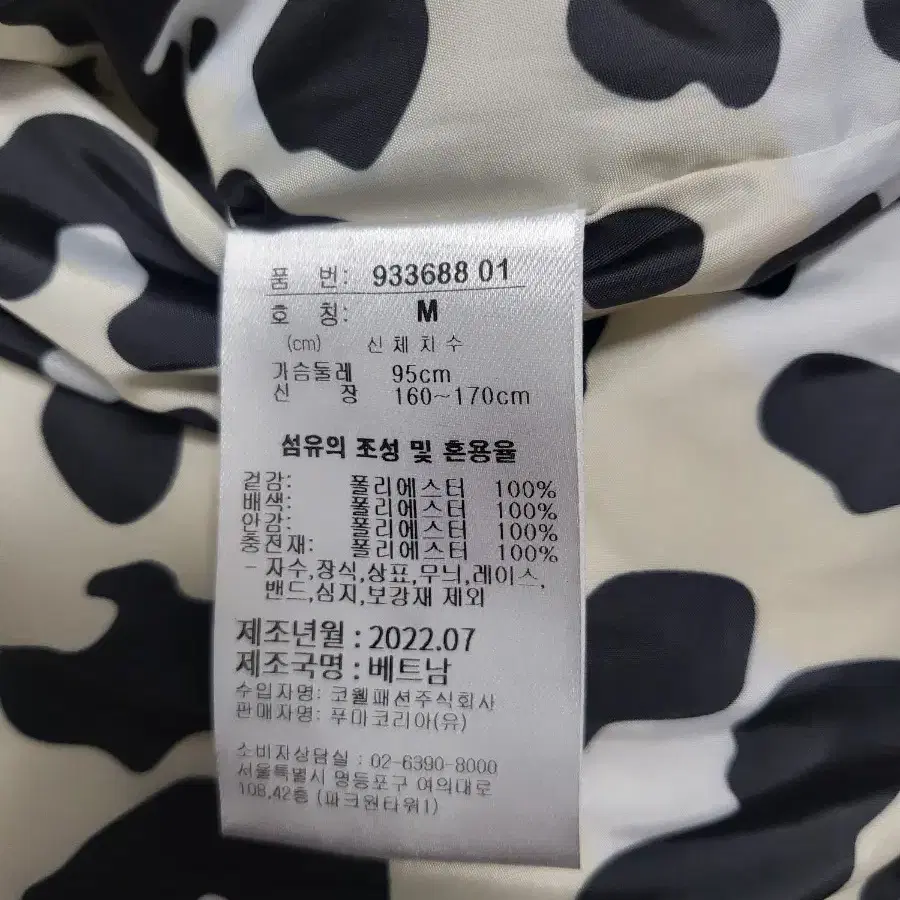 품 번: 933688 01
호 칭: M
(cm) 신체치수
가슴둘레 95cm
신 장 160~170cm
섬유의 조성 및 혼용율
겉감: 폴리에스터 100%
배색: 폴리에스터 100%
안감: 폴리에스터 100%
충전재: 폴리에스터 100%
- 자수,장식,상표,무늬,레이스,
밴드,심지,보강재 제외
제조년월 : 2022.07
제조국명 : 베트남
수입자명: 코웰패션주식회사
판매자명: 푸마코리아(유)
소비자상담실 : 02-6390-8000
서울특별시 영등포구 여의대로
108,42층 (파크원타워1)